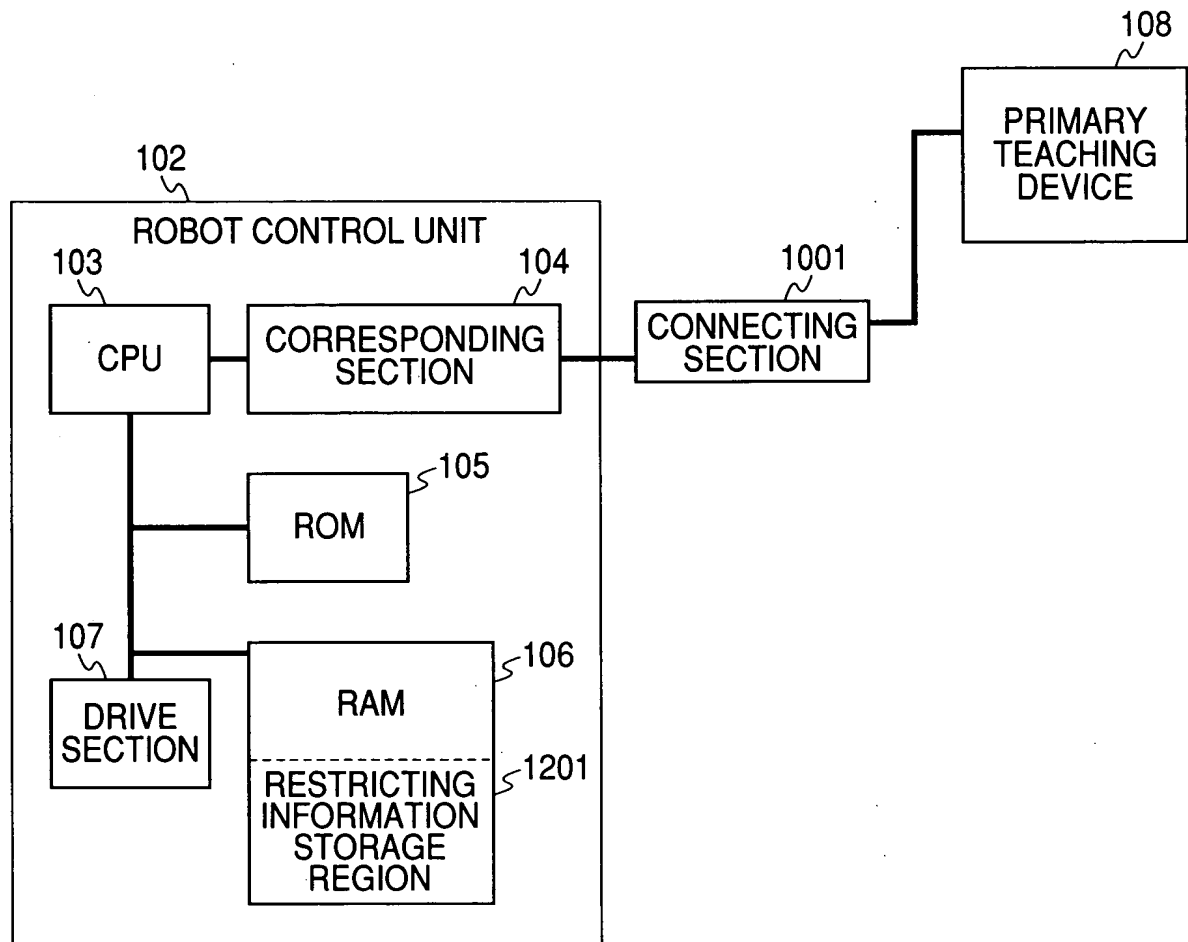 108
PRIMARY
TEACHING
DEVICE
102
ROBOT CONTROL UNIT
103
CPU
104
CORRESPONDING
SECTION
1001
CONNECTING
SECTION
105
ROM
107
DRIVE
SECTION
106
RAM
1201
RESTRICTING
INFORMATION
STORAGE
REGION